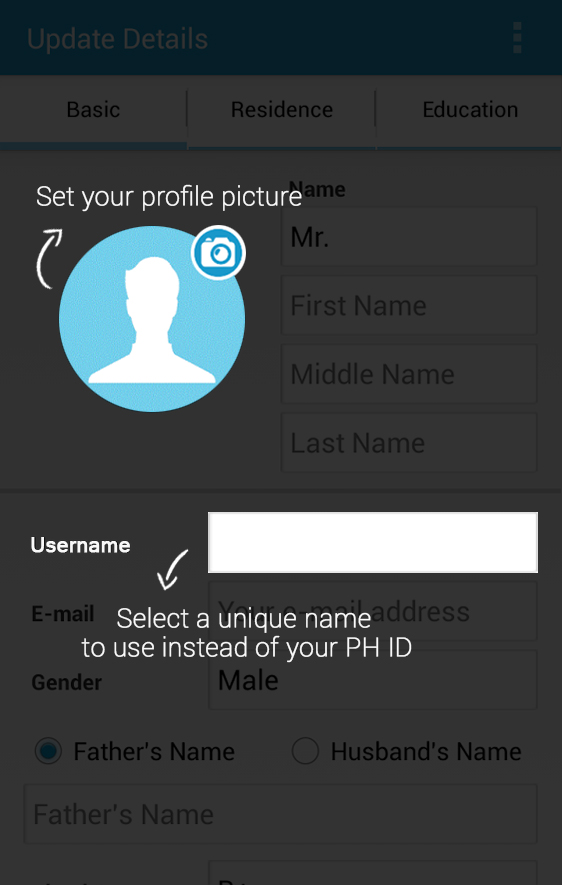 Update Details
Basic
Residence
Education
Set your profile picture
Name
Mr.
First Name
Middle Name
Last Name
Username
E-mail
Your e-mail address
Select a unique name
to use instead of your PH ID
Gender
Male
Father's Name
Husband's Name
Father's Name